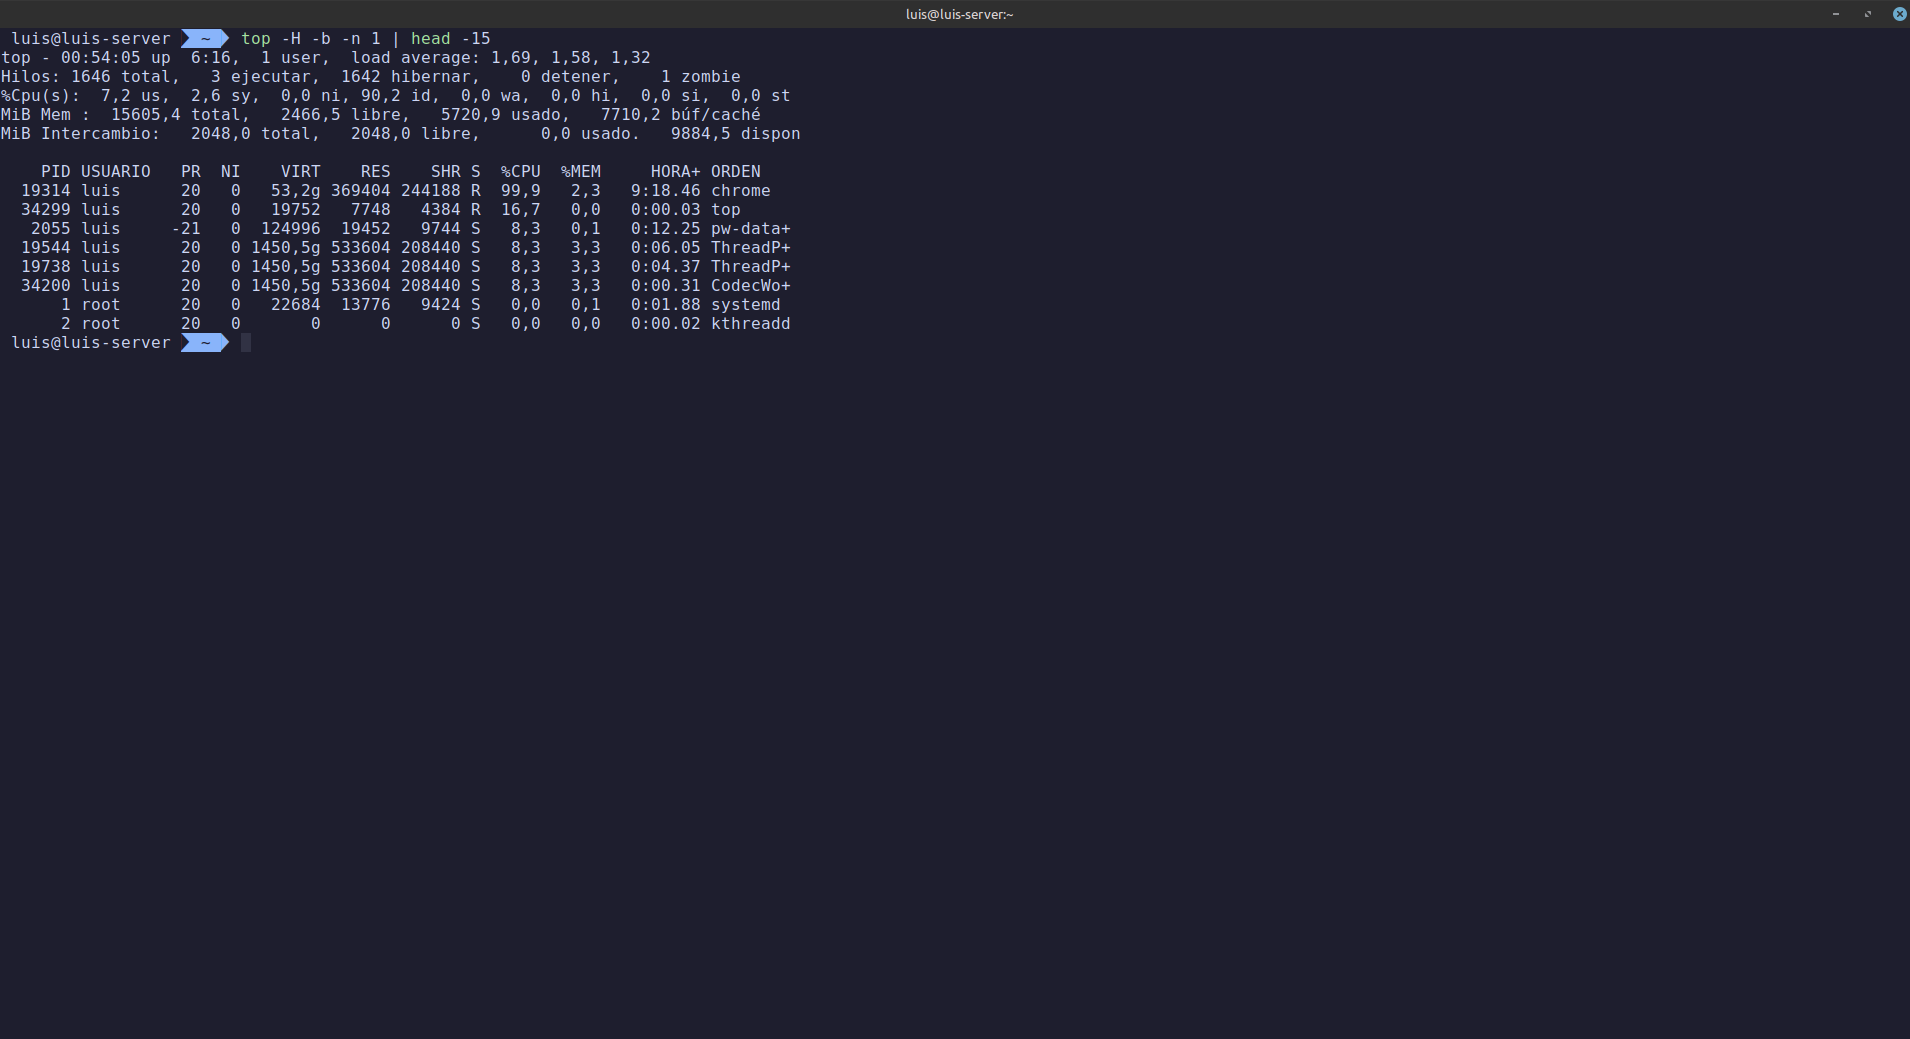 luis@luis-server:~
luis@luis-server ~ top -H -b -n 1 | head -15
top - 00:54:05 up  6:16,  1 user,  load average: 1,69, 1,58, 1,32
Hilos: 1646 total,   3 ejecutar,  1642 hibernar,    0 detener,    1 zombie
%Cpu(s):  7,2 us,  2,6 sy,  0,0 ni, 90,2 id,  0,0 wa,  0,0 hi,  0,0 si,  0,0 st
MiB Mem :  15605,4 total,   2466,5 libre,   5720,9 usado,   7710,2 búf/caché
MiB Intercambio:   2048,0 total,   2048,0 libre,      0,0 usado.   9884,5 dispon
    PID USUARIO   PR  NI    VIRT    RES    SHR S  %CPU  %MEM     HORA+ ORDEN
  19314 luis      20   0   53,2g 369404 244188 R  99,9   2,3   9:18.46 chrome
  34299 luis      20   0   19752   7748   4384 R  16,7   0,0   0:00.03 top
   2055 luis     -21   0  124996  19452   9744 S   8,3   0,1   0:12.25 pw-data+
  19544 luis      20   0 1450,5g 533604 208440 S   8,3   3,3   0:06.05 ThreadP+
  19738 luis      20   0 1450,5g 533604 208440 S   8,3   3,3   0:04.37 ThreadP+
  34200 luis      20   0 1450,5g 533604 208440 S   8,3   3,3   0:00.31 CodecWo+
      1 root      20   0   22684  13776   9424 S   0,0   0,1   0:01.88 systemd
      2 root      20   0       0      0      0 S   0,0   0,0   0:00.02 kthreadd
luis@luis-server ~